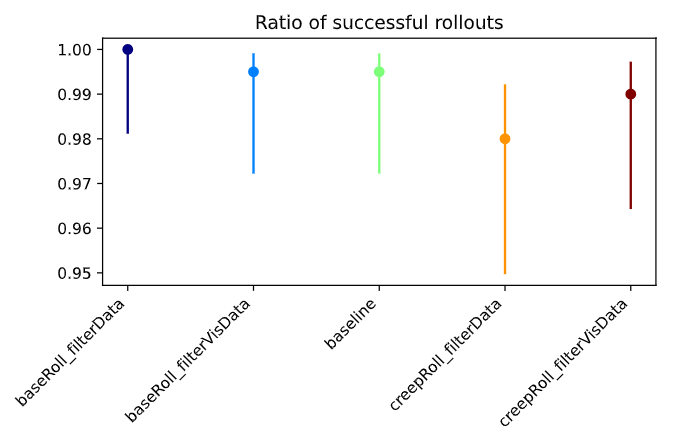 Ratio of successful rollouts
1.00
0.99
0.98
0.97
0.96
0.95
baseRoll_filterData
baseRoll_filterVisData
baseline
creepRoll_filterData
creepRoll_filterVisData